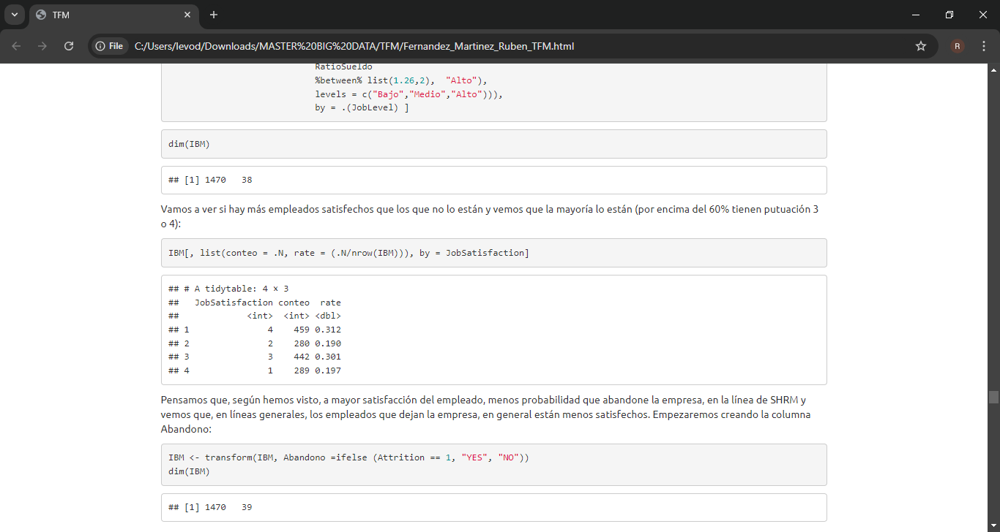 TFM
File
C:/Users/levod/Downloads/MASTER%20BIG%20DATA/TFM/Fernandez_Martinez_Ruben_TFM.html
R
RatioSueldo
%between% list(1.26,2),  "Alto"),
levels = c("Bajo","Medio","Alto"))),
by = .(JobLevel) ]
dim(IBM)
## [1] 1470   38
Vamos a ver si hay más empleados satisfechos que los que no lo están y vemos que la mayoría lo están (por encima del 60% tienen putuación 3
o 4):
IBM[, list(conteo = .N, rate = (.N/nrow(IBM))), by = JobSatisfaction]
## # A tidytable: 4 × 3
##   JobSatisfaction conteo  rate
##             <int>  <int> <dbl>
## 1               4    459 0.312
## 2               2    280 0.190
## 3               3    442 0.301
## 4               1    289 0.197
Pensamos que, según hemos visto, a mayor satisfacción del empleado, menos probabilidad que abandone la empresa, en la línea de SHRM y
vemos que, en líneas generales, los empleados que dejan la empresa, en general están menos satisfechos. Empezaremos creando la columna
Abandono:
IBM <- transform(IBM, Abandono =ifelse (Attrition == 1, "YES", "NO"))
dim(IBM)
## [1] 1470   39